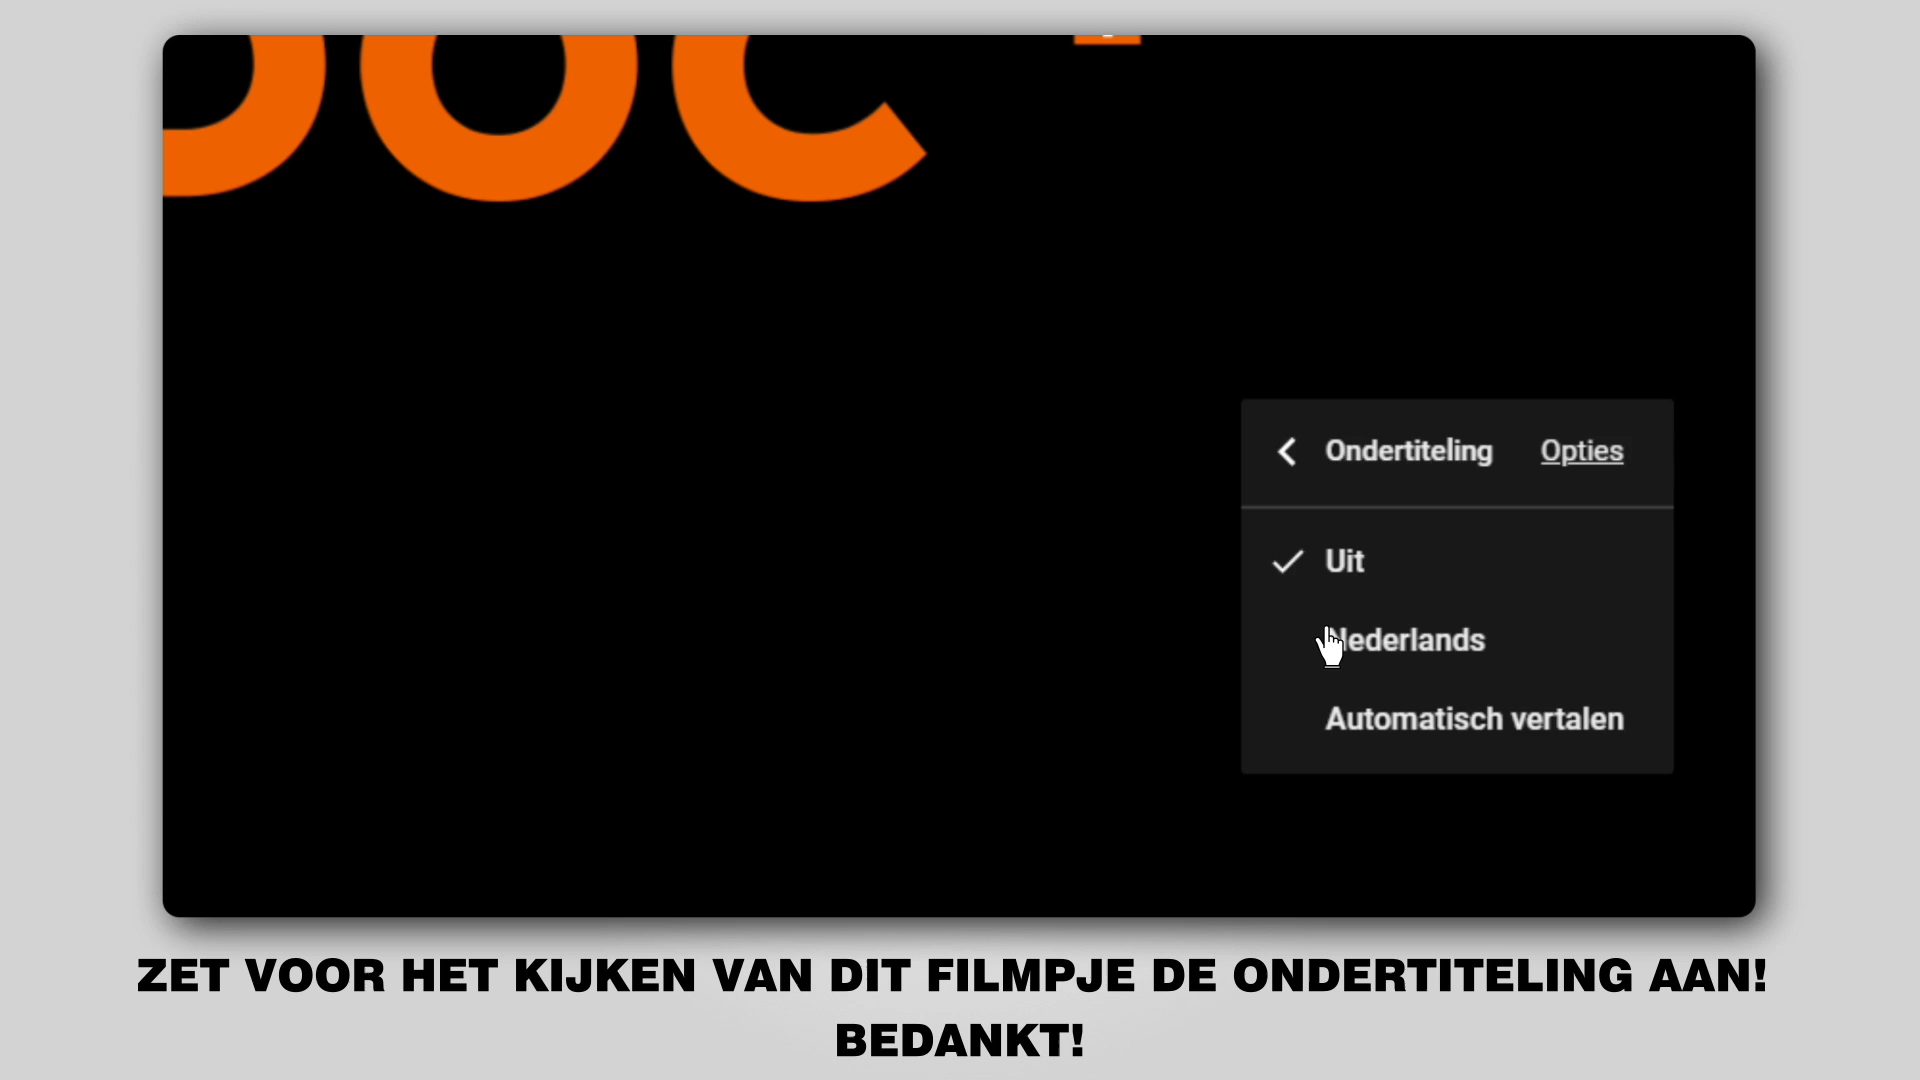 Ondertiteling Opties
Uit
Nederlands
Automatisch vertalen
ZET VOOR HET KIJKEN VAN DIT FILMPJE DE ONDERTITELING AAN!
BEDANKT!